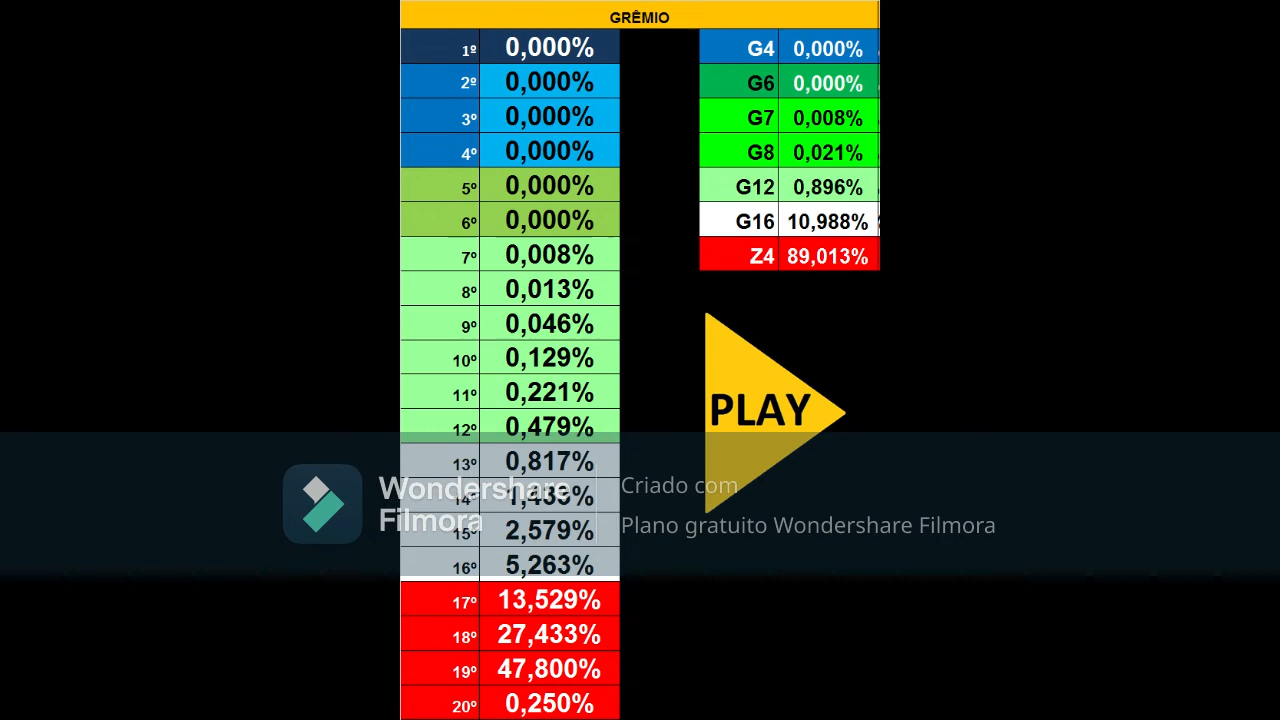 GRÊMIO
1º 0,000%
2º 0,000%
3º 0,000%
4º 0,000%
5º 0,000%
6º 0,000%
7º 0,008%
8º 0,013%
9º 0,046%
10º 0,129%
11º 0,221%
12º 0,479%
13º 0,817%
14º
15º 2,579%
16º 5,263%
17º 13,529%
18º 27,433%
19º 47,800%
20º 0,250%
G4 0,000%
G6 0,000%
G7 0,008%
G8 0,021%
G12 0,896%
G16 10,988%
Z4 89,013%
PLAY
Wondershare
Filmora
Criado com
Plano gratuito Wondershare Filmora